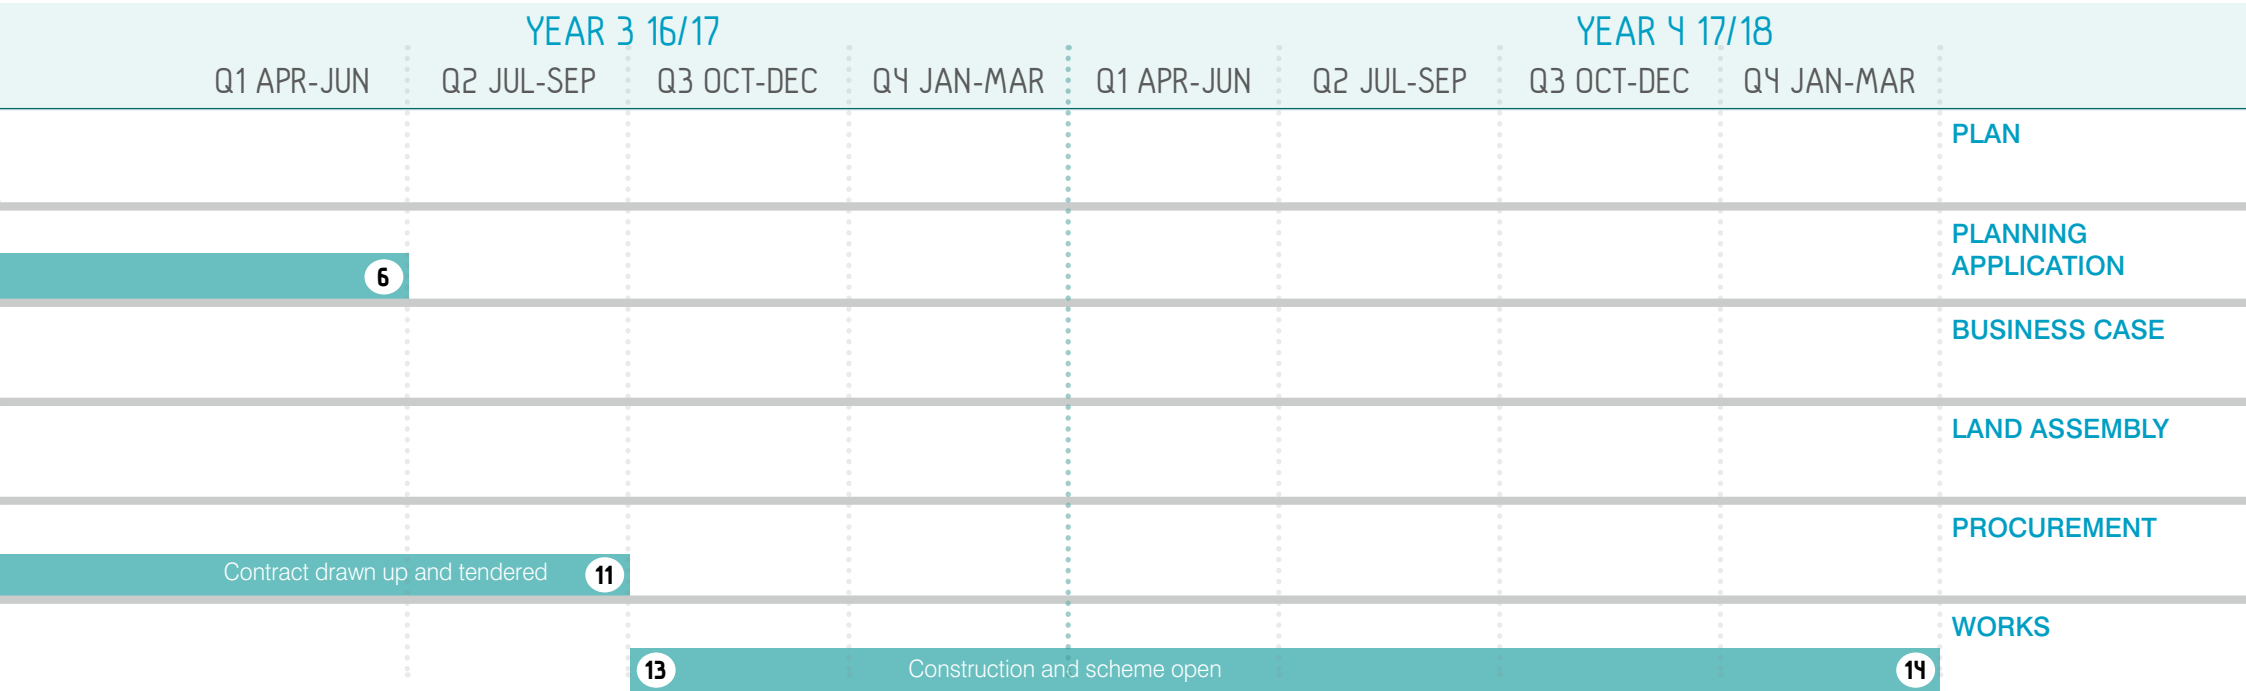 YEAR 3 16/17
YEAR 4 17/18
Q1 APR-JUN
Q2 JUL-SEP
Q3 OCT-DEC
Q4 JAN-MAR
Q1 APR-JUN
Q2 JUL-SEP
Q3 OCT-DEC
Q4 JAN-MAR
PLAN
PLANNING
APPLICATION
6
BUSINESS CASE
LAND ASSEMBLY
PROCUREMENT
Contract drawn up and tendered
11
WORKS
13
Construction and scheme open
14